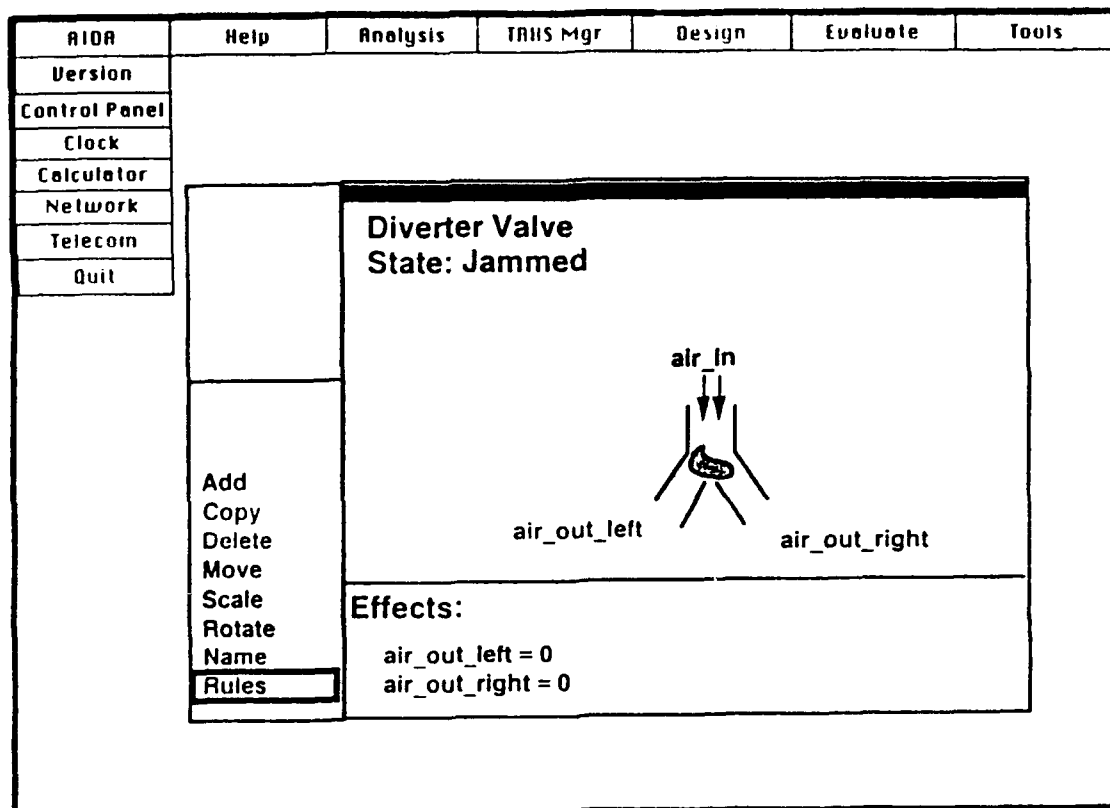 AIDA Help Analysis TAHS Mgr Design Evaluate Tools
Version
Control Panel
Clock
Calculator
Network
Telecom
Quit
Diverter Valve
State: Jammed
air_in
air_out_left
air_out_right
Add
Copy
Delete
Move
Scale
Rotate
Name
Rules
Effects:
air_out_left = 0
air_out_right = 0